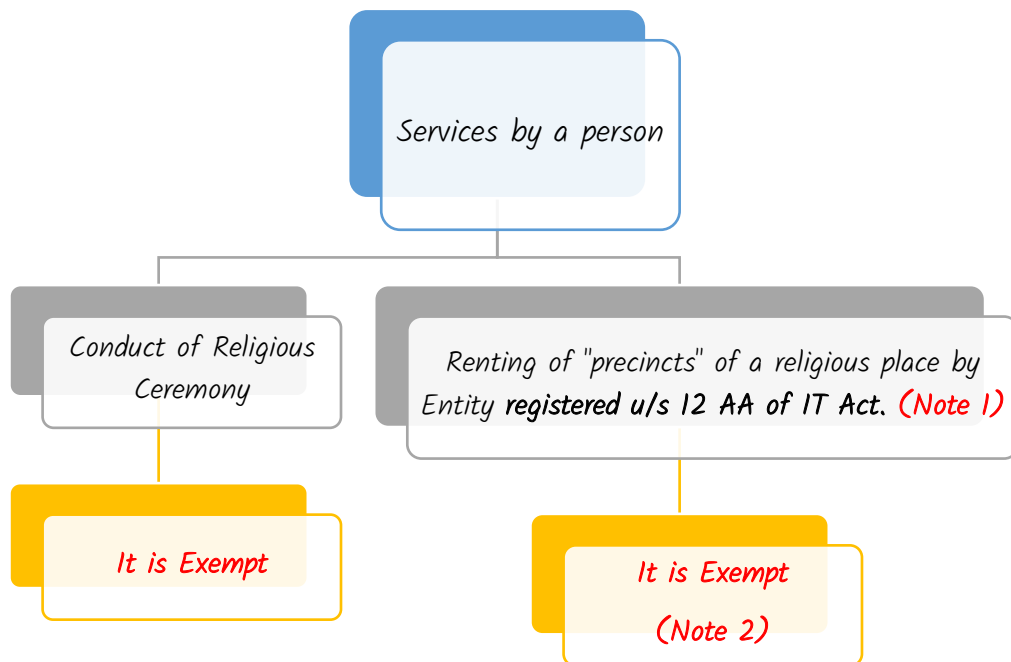 Services by a person
Conduct of Religious
Ceremony
Renting of "precincts" of a religious place by
Entity registered u/s 12 AA of IT Act. (Note 1)
It is Exempt
It is Exempt
(Note 2)